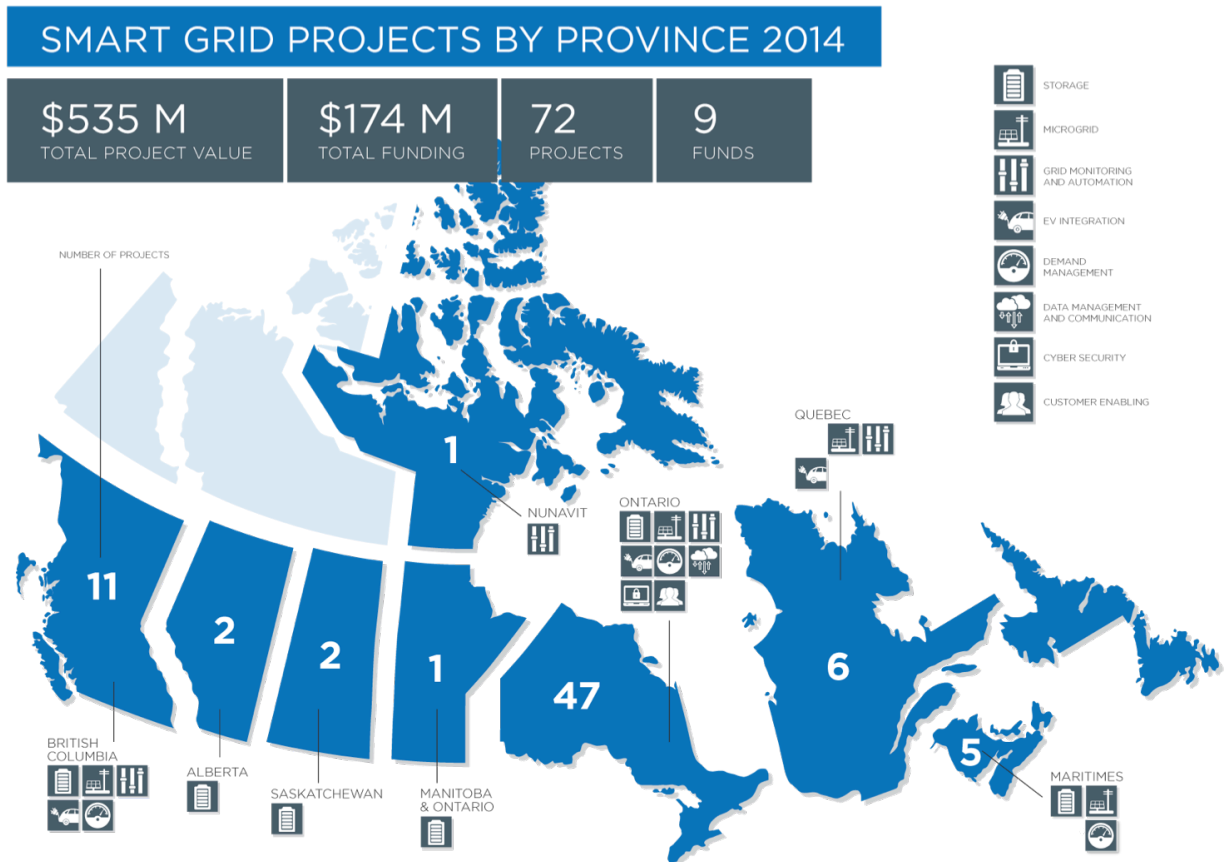 SMART GRID PROJECTS BY PROVINCE 2014
$535 M
TOTAL PROJECT VALUE
$174 M
TOTAL FUNDING
72
PROJECTS
9
FUNDS
STORAGE
MICROGRID
GRID MONITORING
AND AUTOMATION
EV INTEGRATION
DEMAND
MANAGEMENT
DATA MANAGEMENT
AND COMMUNICATION
CYBER SECURITY
CUSTOMER ENABLING
NUMBER OF PROJECTS
QUEBEC
1
NUNAVIT
ONTARIO
11
2
2
1
47
6
5
BRITISH
COLUMBIA
ALBERTA
SASKATCHEWAN
MANITOBA
& ONTARIO
MARITIMES